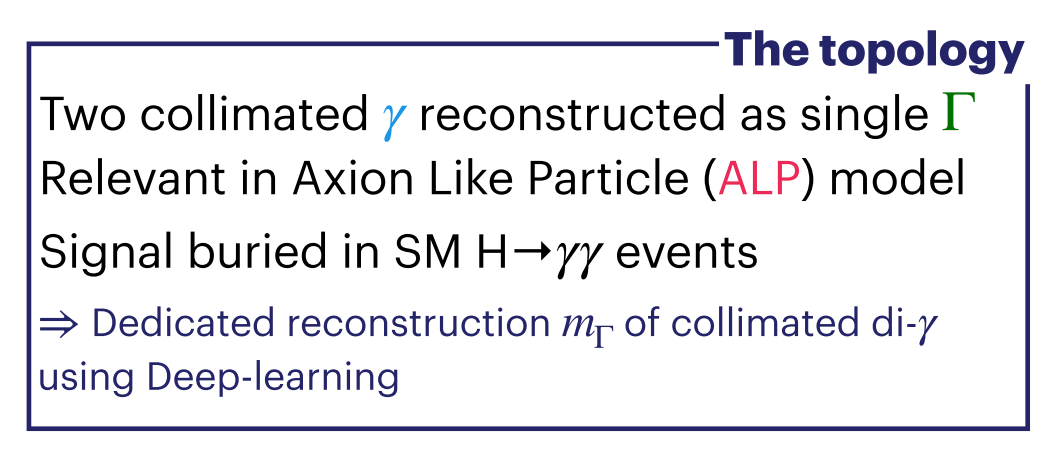 The topology
Two collimated γ reconstructed as single Γ
Relevant in Axion Like Particle (ALP) model
Signal buried in SM H→γγ events
⇒ Dedicated reconstruction m_Γ of collimated di-γ
using Deep-learning